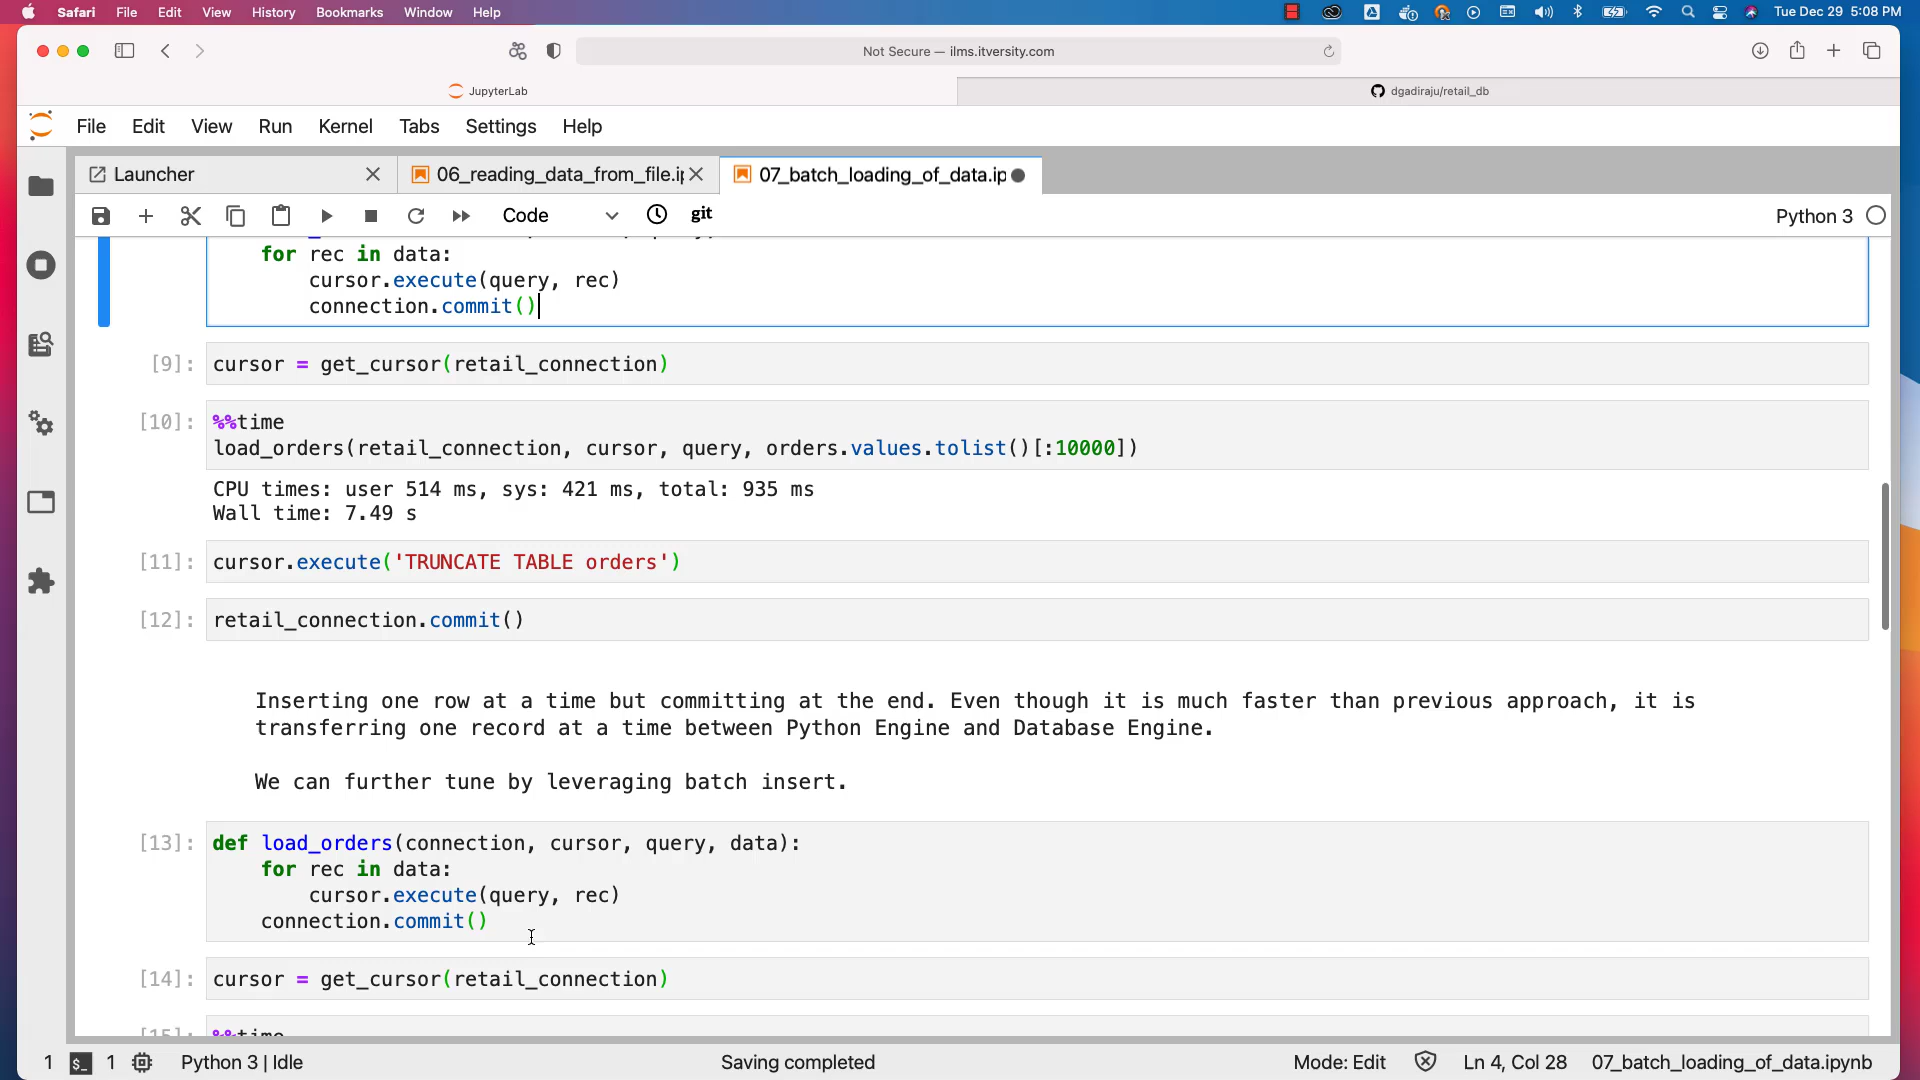 Safari File Edit View History Bookmarks Window Help Tue Dec 29 5:08 PM
Not Secure — ilms.itversity.com
JupyterLab dgadiraju/retail_db
File Edit View Run Kernel Tabs Settings Help
Launcher 06_reading_data_from_file.i 07_batch_loading_of_data.ip
Code git Python 3
for rec in data:
cursor.execute(query, rec)
connection.commit()
[9]: cursor = get_cursor(retail_connection)
[10]: %%time
load_orders(retail_connection, cursor, query, orders.values.tolist()[:10000])
CPU times: user 514 ms, sys: 421 ms, total: 935 ms
Wall time: 7.49 s
[11]: cursor.execute('TRUNCATE TABLE orders')
[12]: retail_connection.commit()
Inserting one row at a time but committing at the end. Even though it is much faster than previous approach, it is
transferring one record at a time between Python Engine and Database Engine.
We can further tune by leveraging batch insert.
[13]: def load_orders(connection, cursor, query, data):
for rec in data:
cursor.execute(query, rec)
connection.commit()
[14]: cursor = get_cursor(retail_connection)
[15]: %%time
1 $_ 1 Python 3 | Idle Saving completed Mode: Edit Ln 4, Col 28 07_batch_loading_of_data.ipynb